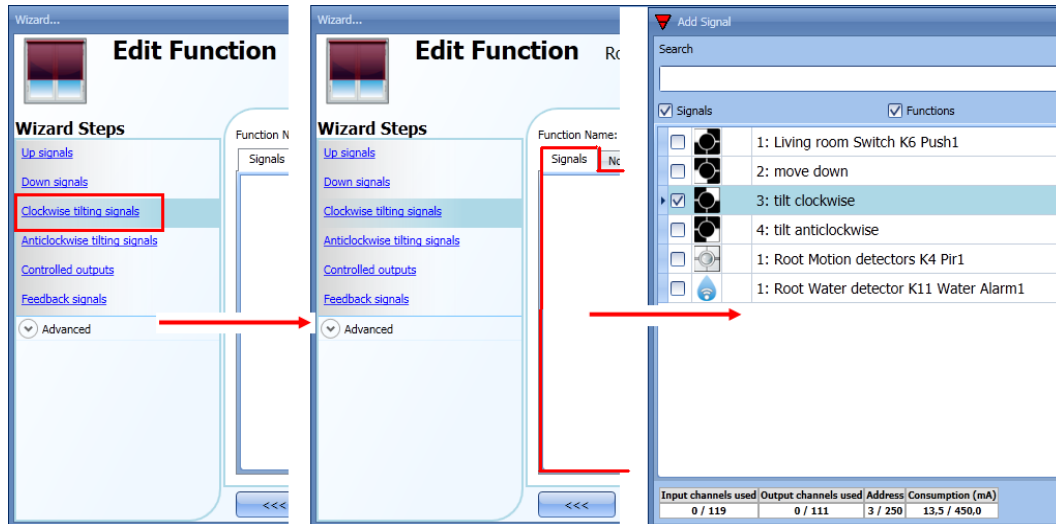 Wizard...
Edit Function
Wizard Steps
Up signals
Down signals
Clockwise tilting signals
Anticlockwise tilting signals
Controlled outputs
Feedback signals
Advanced
Function N
Signals
<<<
Wizard...
Edit Function Ro
Wizard Steps
Up signals
Down signals
Clockwise tilting signals
Anticlockwise tilting signals
Controlled outputs
Feedback signals
Advanced
Function Name:
Signals No
<<<
Add Signal
Search
Signals Functions
1: Living room Switch K6 Push1
2: move down
3: tilt clockwise
4: tilt anticlockwise
1: Root Motion detectors K4 Pir1
1: Root Water detector K11 Water Alarm1
Input channels used Output channels used Address Consumption (mA)
0 / 119 0 / 111 3 / 250 13,5 / 450,0